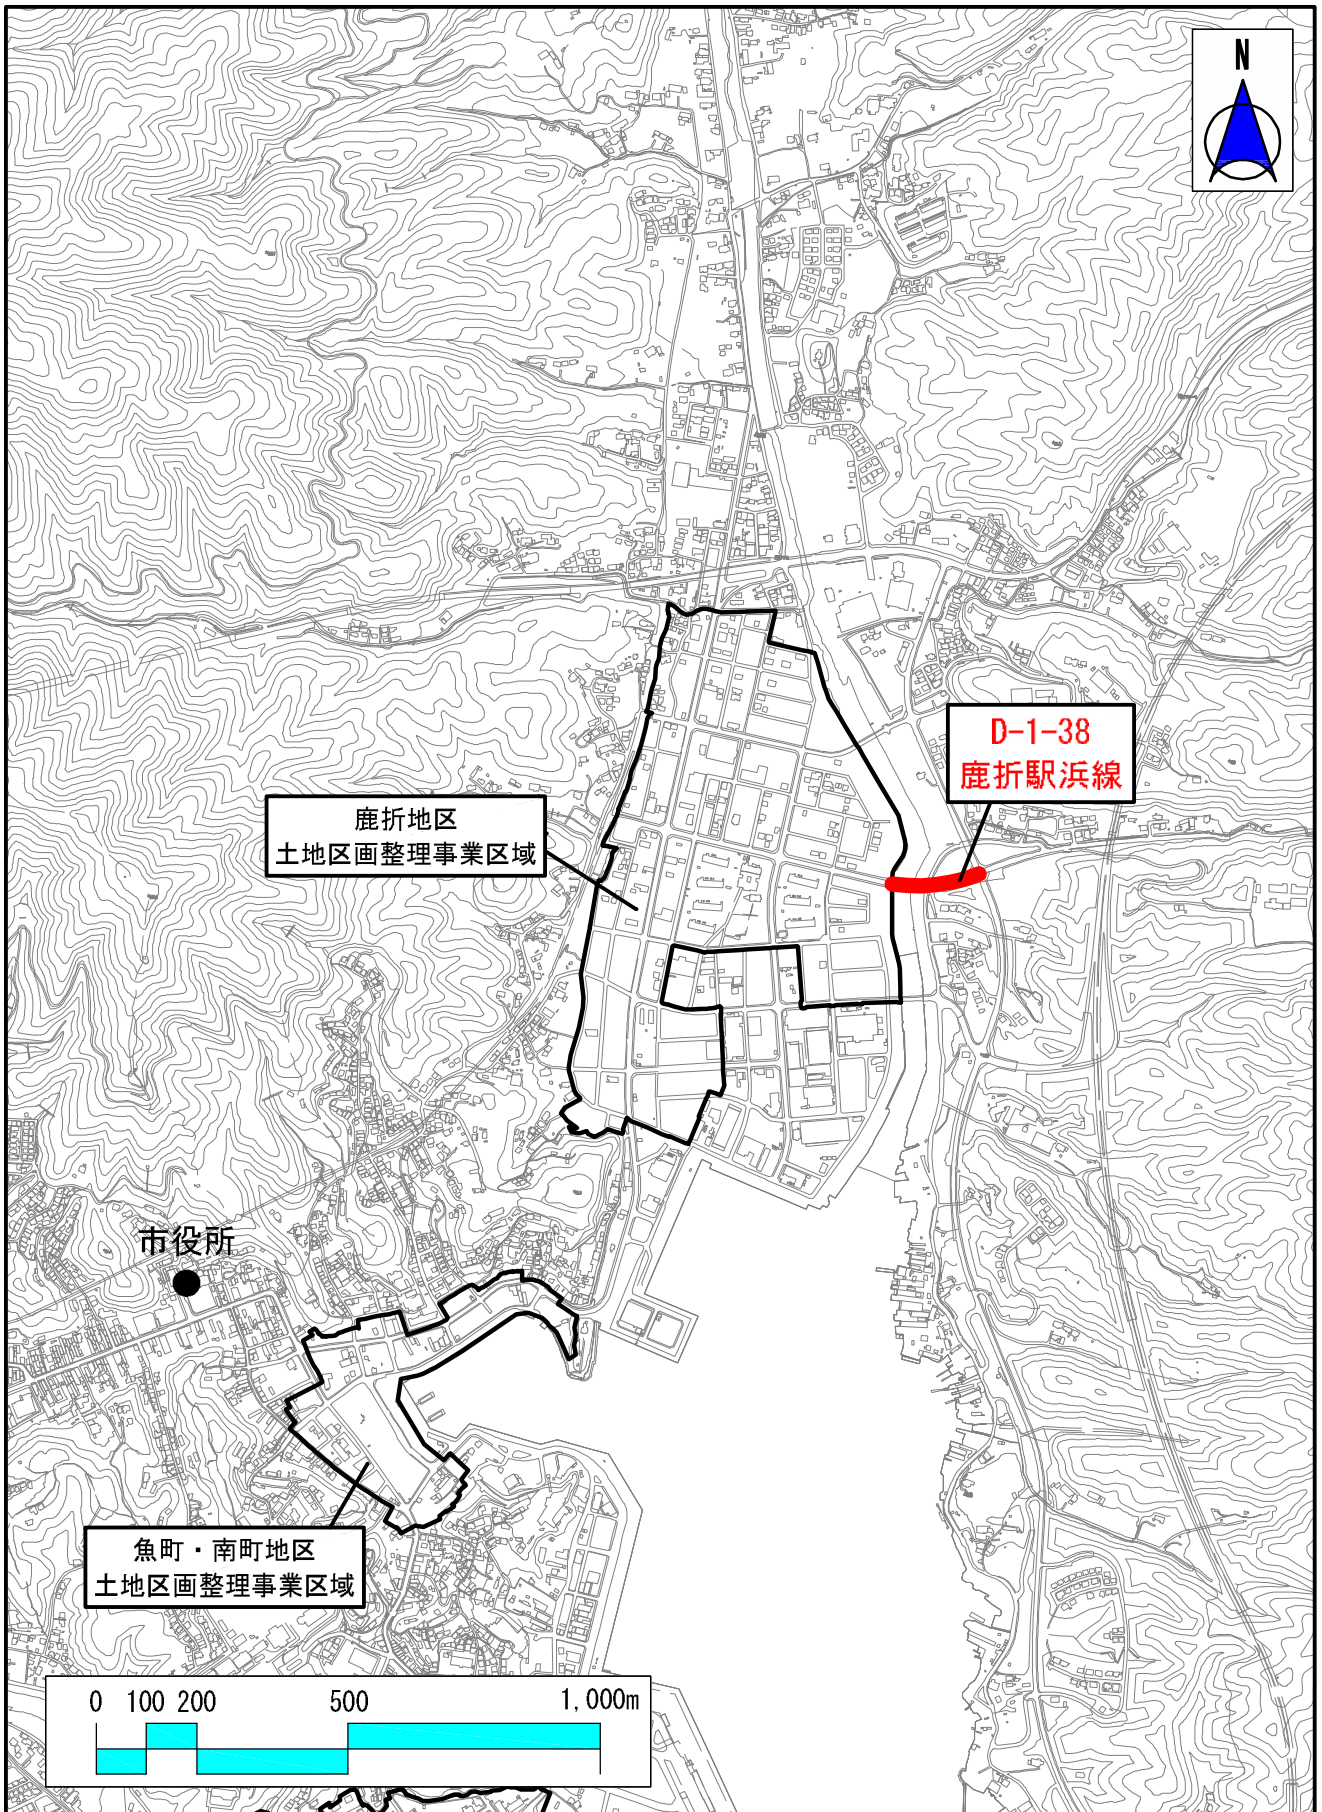 N
D-1-38
鹿折駅浜線
鹿折地区
土地区画整理事業区域
市役所
魚町・南町地区
土地区画整理事業区域
0 100 200 500 1,000m